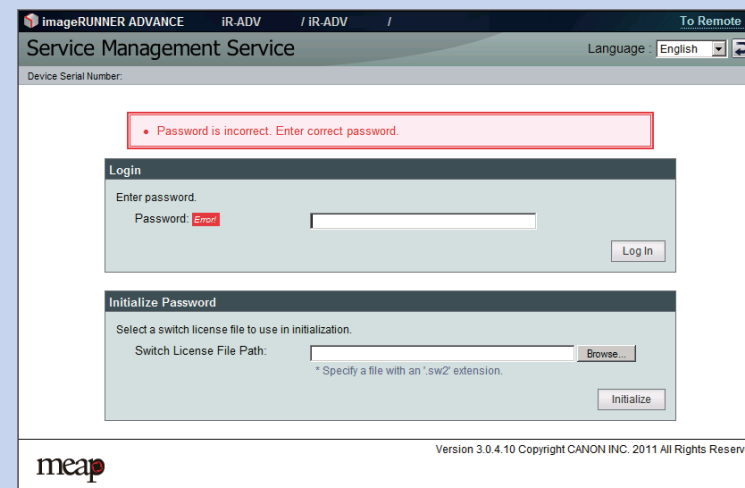 imageRUNNER ADVANCE iR-ADV / iR-ADV / To Remote
Service Management Service Language : English
Device Serial Number:
• Password is incorrect. Enter correct password.
Login
Enter password.
Password: Error!
Log In
Initialize Password
Select a switch license file to use in initialization.
Switch License File Path: Browse...
* Specify a file with an '.sw2' extension.
Initialize
Version 3.0.4.10 Copyright CANON INC. 2011 All Rights Reserv
meap